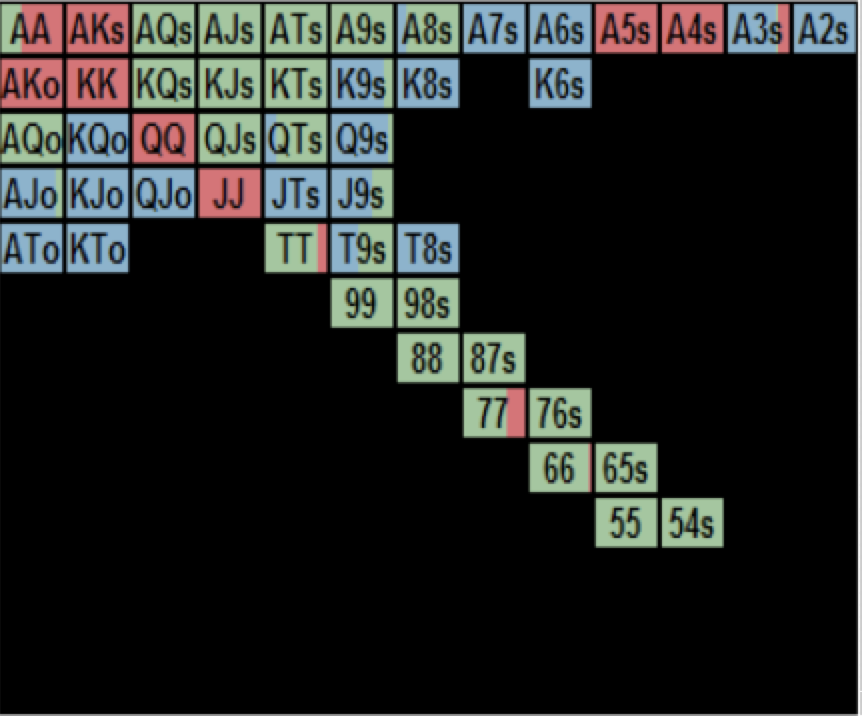 AA AKs AQs AJs ATs A9s A8s A7s A6s A5s A4s A3s A2s
AKo KK KQs KJs KTs K9s K8s K6s
AQo KQo QQ QJs QTs Q9s
AJo KJo QJo JJ JTs J9s
ATo KTo TT T9s T8s
99 98s
88 87s
77 76s
66 65s
55 54s